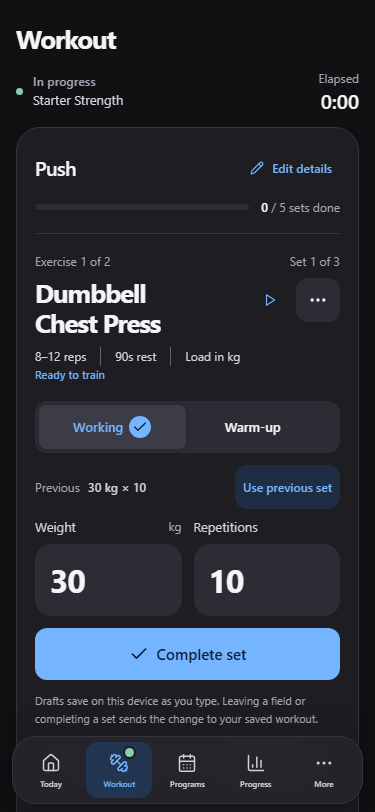 Workout
In progress
Starter Strength
Elapsed
0:00
Push
Edit details
0 / 5 sets done
Exercise 1 of 2
Set 1 of 3
Dumbbell
Chest Press
8–12 reps
90s rest
Load in kg
Ready to train
Working
Warm-up
Previous 30 kg × 10
Use previous set
Weight
kg
Repetitions
30
10
Complete set
Drafts save on this device as you type. Leaving a field or
completing a set sends the change to your saved workout.
Today
Workout
Programs
Progress
More